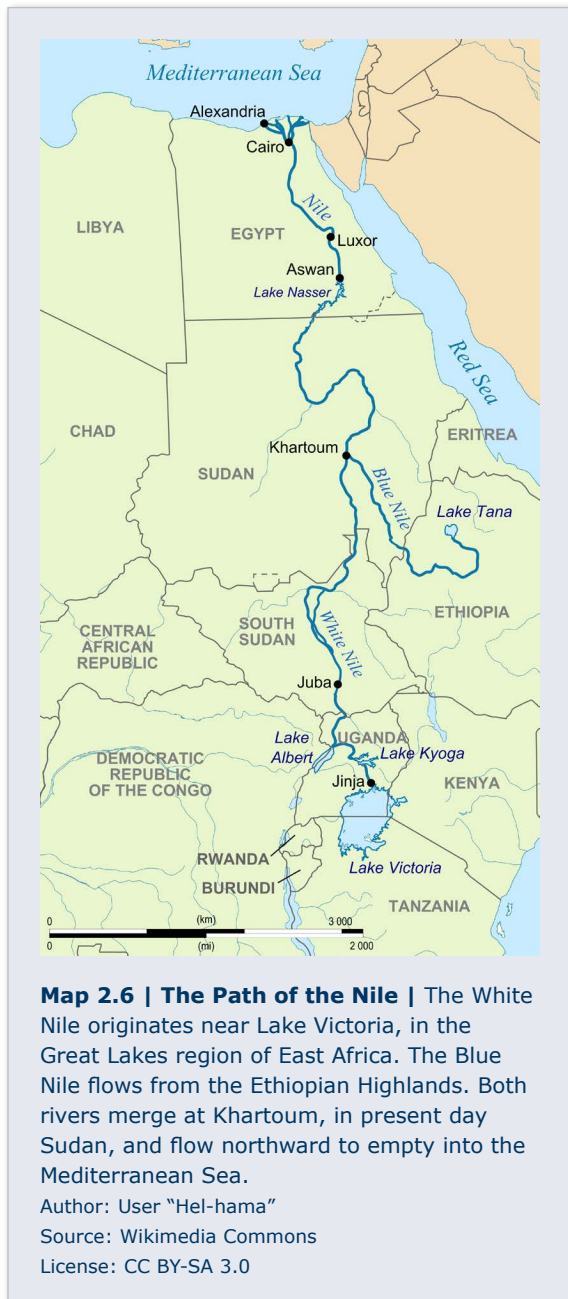 Mediterranean Sea
Alexandria
Cairo
Nile
LIBYA
EGYPT
Luxor
Aswan
Lake Nasser
Red Sea
CHAD
ERITREA
Khartoum
SUDAN
Blue Nile
Lake Tana
ETHIOPIA
SOUTH
SUDAN
CENTRAL
AFRICAN
REPUBLIC
White Nile
Juba
UGANDA
Lake
Albert
Lake Kyoga
DEMOCRATIC
REPUBLIC
OF THE CONGO
Jinja
KENYA
RWANDA
Lake Victoria
BURUNDI
TANZANIA
0 (km) 3 000
0 (mi) 2 000
Map 2.6 | The Path of the Nile | The White
Nile originates near Lake Victoria, in the
Great Lakes region of East Africa. The Blue
Nile flows from the Ethiopian Highlands. Both
rivers merge at Khartoum, in present day
Sudan, and flow northward to empty into the
Mediterranean Sea.
Author: User “Hel-hama”
Source: Wikimedia Commons
License: CC BY-SA 3.0